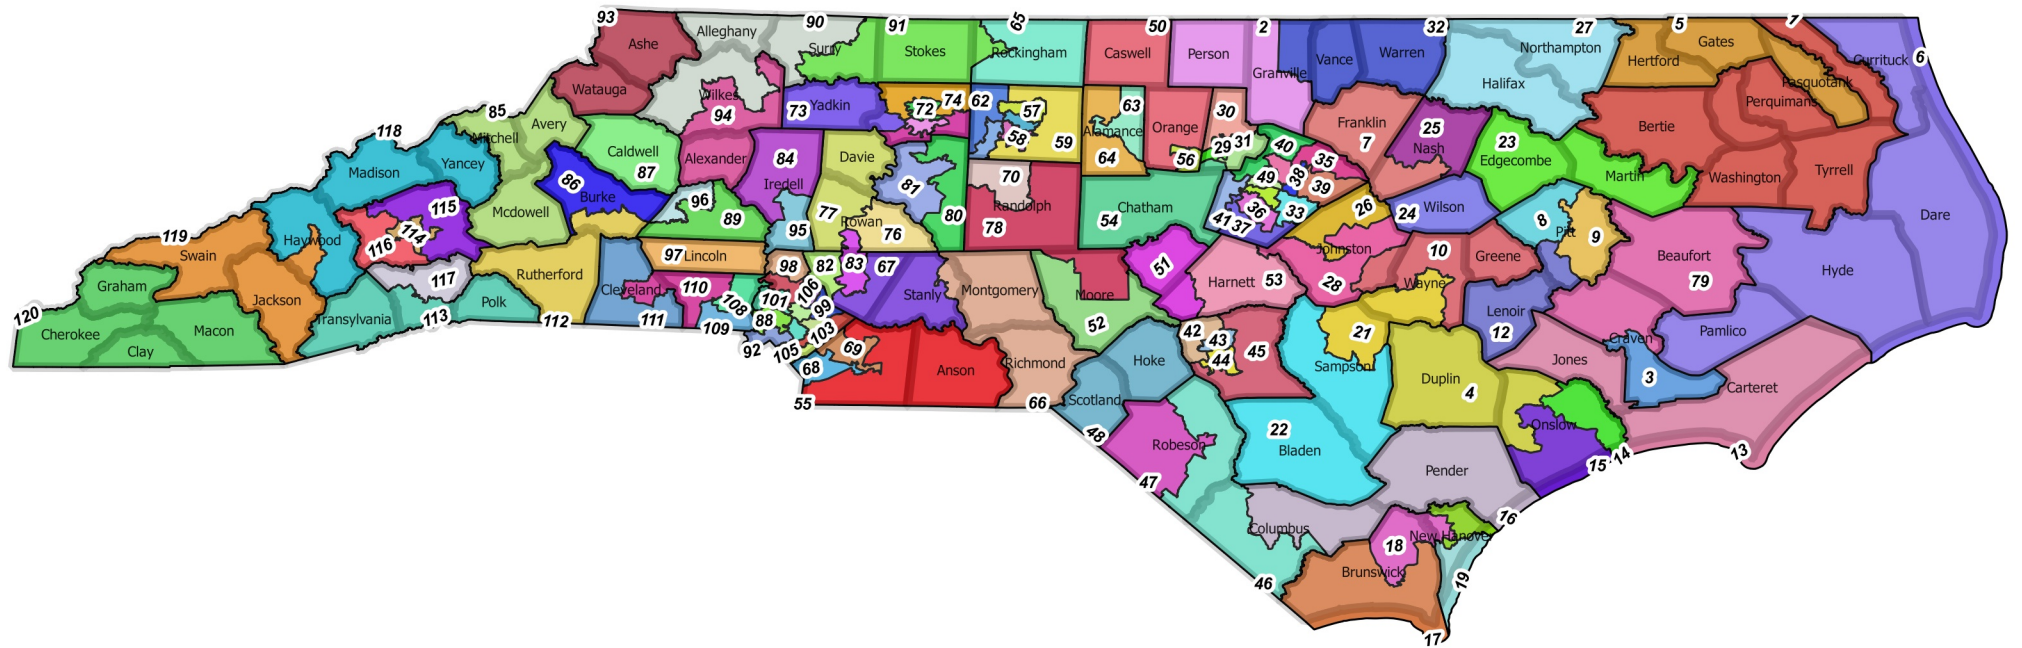 93 90 91 65 50 2 32 27 5 1
Ashe Alleghany Surry Stokes Rockingham Caswell Person Granville Vance Warren Northampton Hertford Gates Currituck 6
Watauga Wilkes Yadkin Halifax Pasquotank Perquimans
85 94 73 72 74 62 57 63 30 25 23
118 Mitchell Avery 58 59 Alamance Orange Franklin Bertie
Madison Yancey Caldwell Alexander 84 Davie 64 56 29 31 40 35 7 Nash Edgecombe
87 Iredell 81 70 49 38 39 Martin Washington Tyrrell
86 Burke 96
115 Mcdowell 89 95 77 Rowan 76 80 78 Randolph 54 Chatham 41 37 36 33 26 24 Wilson 8 Pitt 9 Dare
119 Haywood 116 114
Swain 97 Lincoln 98 82 83 67 51 Johnston 10 Greene Beaufort
Graham Jackson 117 Rutherford Cleveland 110 108 101 106 99 Stanly Montgomery Moore Harnett 53 28 Wayne 79 Hyde
120 Cherokee Macon Clay Transylvania 113 Polk 112 111 109 88 103 52 42 43 44 45 21 Lenoir 12 Craven Pamlico
92 105 69 68 Anson Richmond Hoke Sampson Duplin 4 Jones 3 Carteret
55 66 Scotland 48 Robeson 22 Bladen Onslow 15 14 13
47 Pender
Columbus 16
18 New Hanover
46 Brunswick 19
17